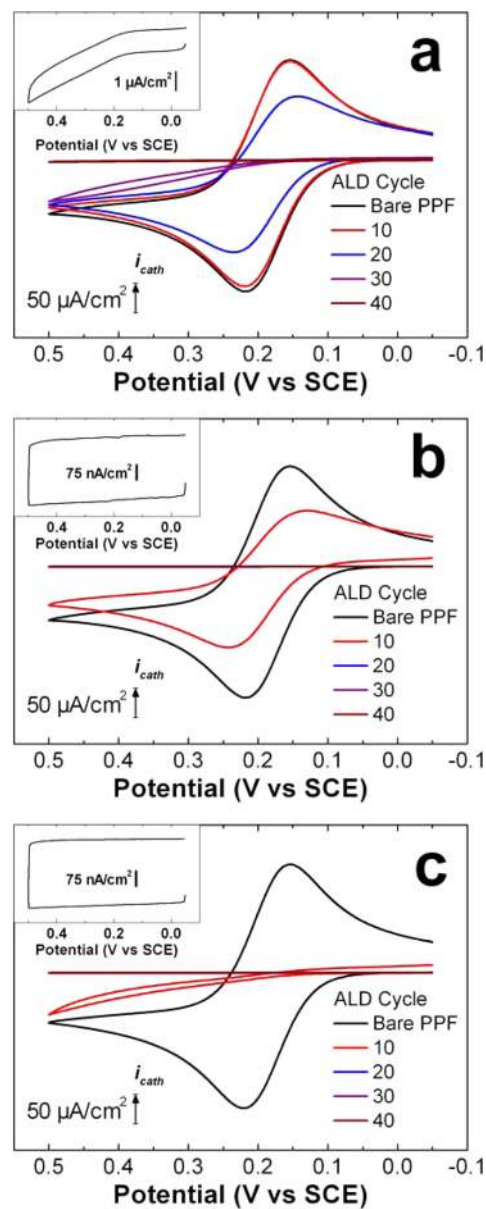 a
1 μA/cm²
0.4 0.2 0.0
Potential (V vs SCE)
ALD Cycle
Bare PPF
10
20
30
40
i_cath
50 μA/cm²
0.5 0.4 0.3 0.2 0.1 0.0 -0.1
Potential (V vs SCE)
b
75 nA/cm²
0.4 0.2 0.0
Potential (V vs SCE)
ALD Cycle
Bare PPF
10
20
30
40
i_cath
50 μA/cm²
0.5 0.4 0.3 0.2 0.1 0.0 -0.1
Potential (V vs SCE)
c
75 nA/cm²
0.4 0.2 0.0
Potential (V vs SCE)
ALD Cycle
Bare PPF
10
20
30
40
i_cath
50 μA/cm²
0.5 0.4 0.3 0.2 0.1 0.0 -0.1
Potential (V vs SCE)